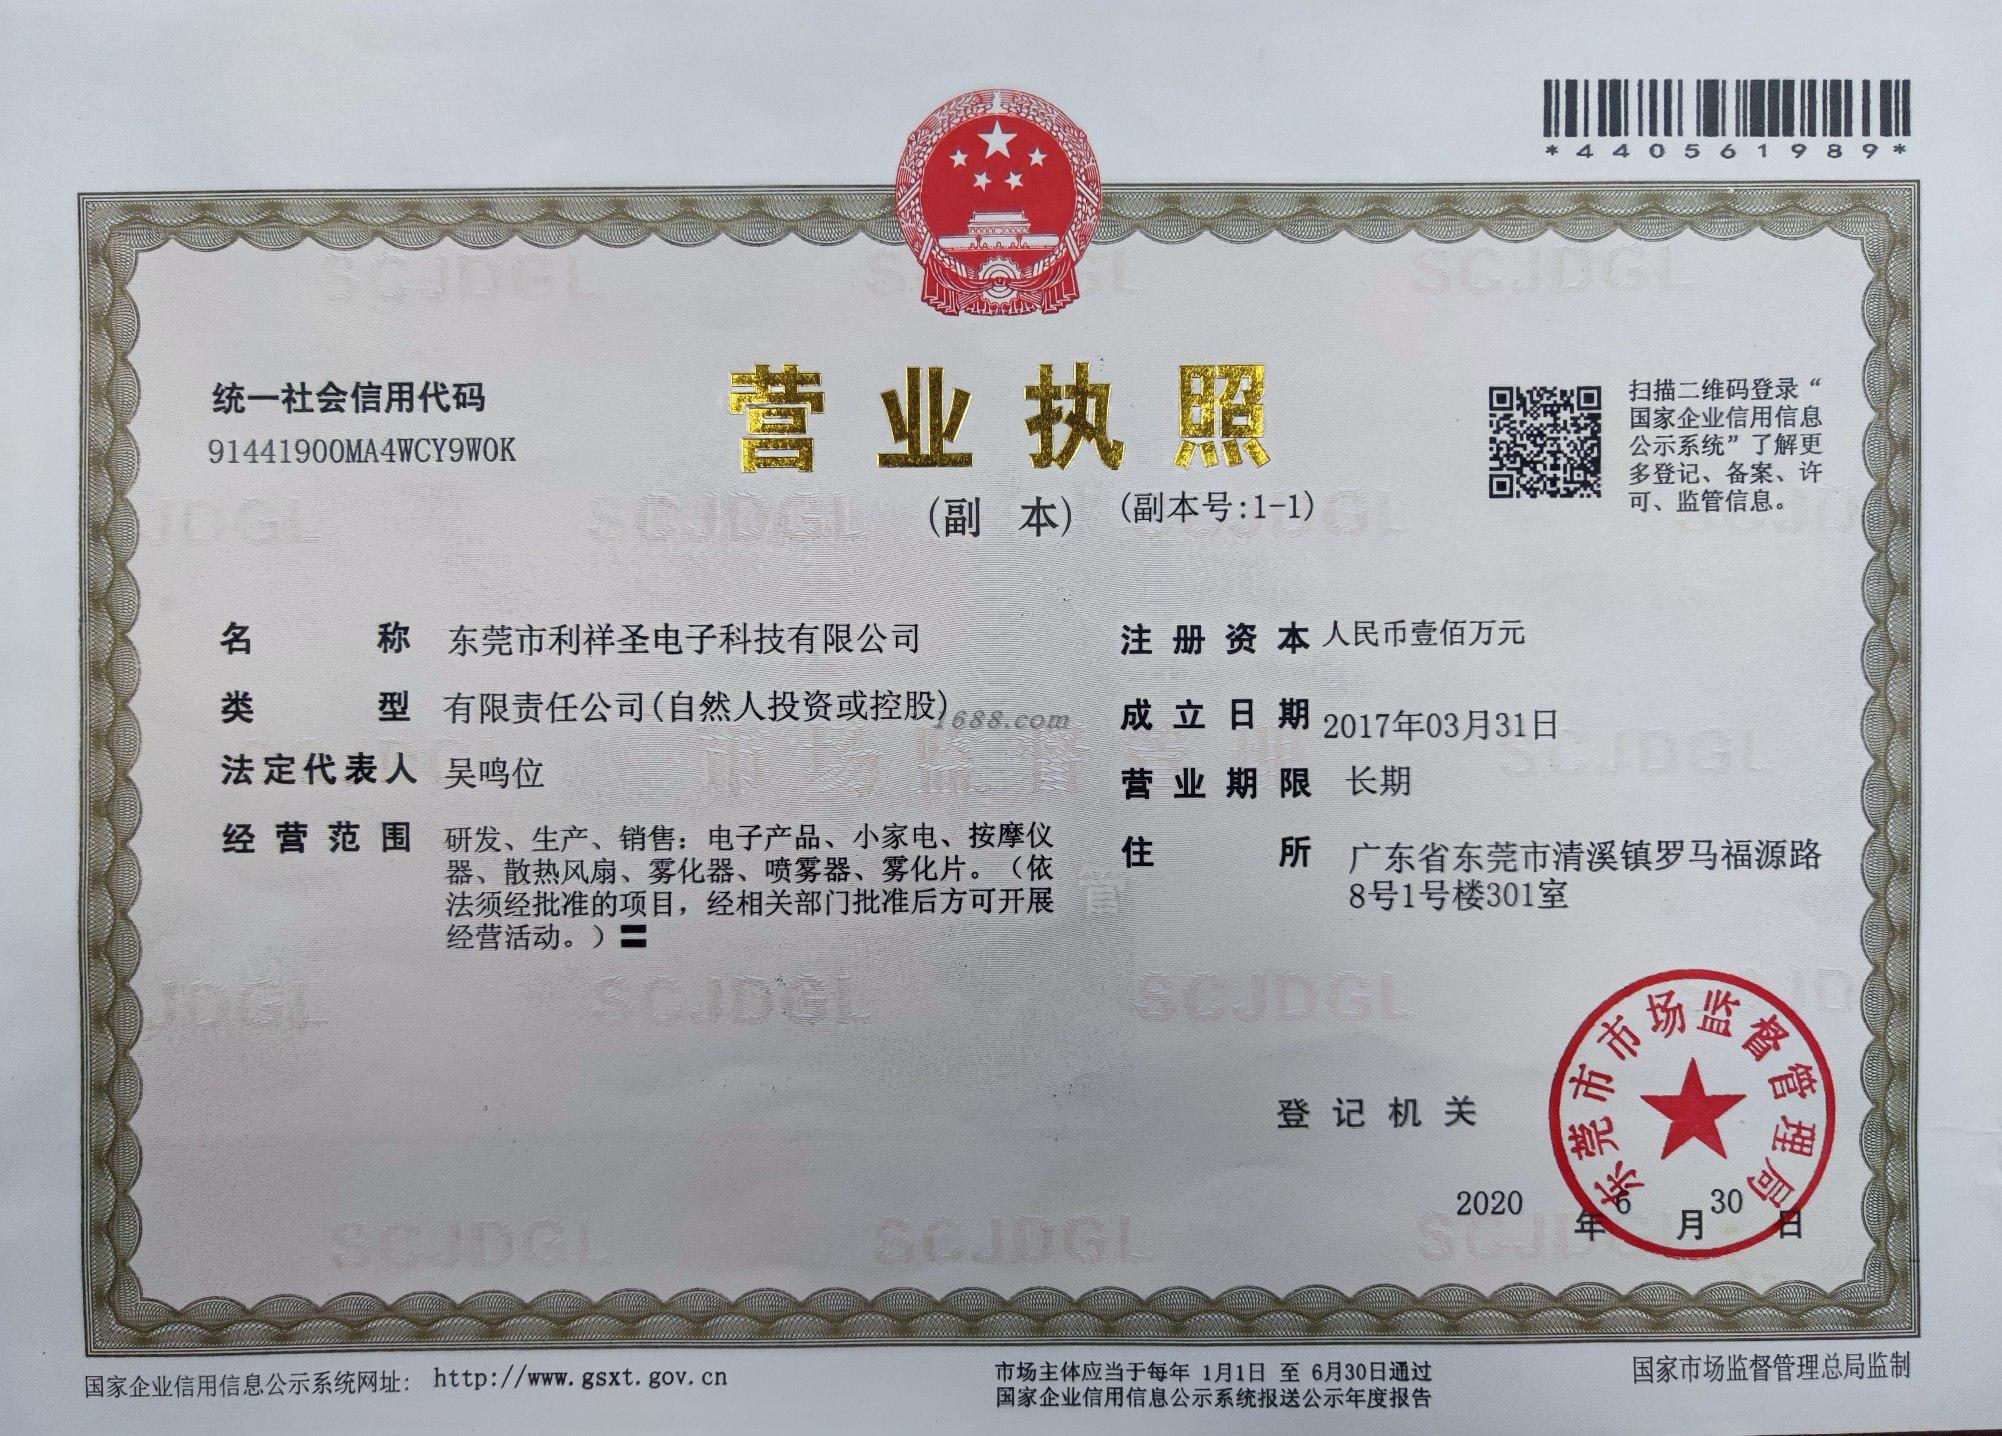 *440561989*
统一社会信用代码
91441900MA4WCY9W0K
营业执照
(副 本) (副本号:1-1)
扫描二维码登录“
国家企业信用信息
公示系统”了解更
多登记、备案、许
可、监管信息。
名 称 东莞市利祥圣电子科技有限公司
类 型 有限责任公司(自然人投资或控股)
法定代表人 吴鸣位
经营范围 研发、生产、销售：电子产品、小家电、按摩仪
器、散热风扇、雾化器、喷雾器、雾化片。（依
法须经批准的项目，经相关部门批准后方可开展
经营活动。）〓
1688.com
注册资本 人民币壹佰万元
成立日期 2017年03月31日
营业期限 长期
住 所 广东省东莞市清溪镇罗马福源路
8号1号楼301室
登记机关
东莞市市场监督管理局
2020 年 6 月 30 日
国家企业信用信息公示系统网址： http://www.gsxt.gov.cn
市场主体应当于每年 1月1日 至 6月30日通过
国家企业信用信息公示系统报送公示年度报告
国家市场监督管理总局监制
SCJDGL